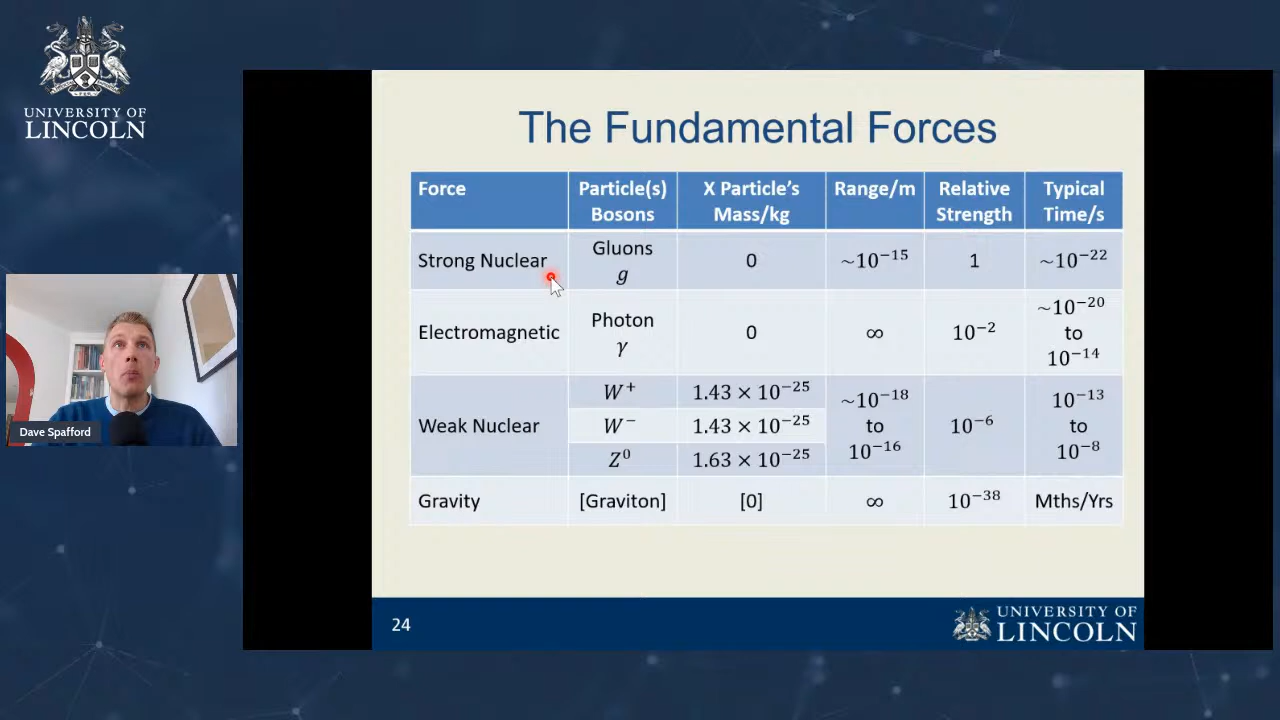 UNIVERSITY OF
LINCOLN
Dave Spafford
The Fundamental Forces
Force
Particle(s)
Bosons
X Particle's
Mass/kg
Range/m
Relative
Strength
Typical
Time/s
Strong Nuclear
Gluons
g
0
~10⁻¹⁵
1
~10⁻²²
Electromagnetic
Photon
γ
0
∞
10⁻²
~10⁻²⁰
to
10⁻¹⁴
Weak Nuclear
W⁺
1.43 × 10⁻²⁵
W⁻
1.43 × 10⁻²⁵
Z⁰
1.63 × 10⁻²⁵
~10⁻¹⁸
to
10⁻¹⁶
10⁻⁶
10⁻¹³
to
10⁻⁸
Gravity
[Graviton]
[0]
∞
10⁻³⁸
Mths/Yrs
24
UNIVERSITY OF
LINCOLN